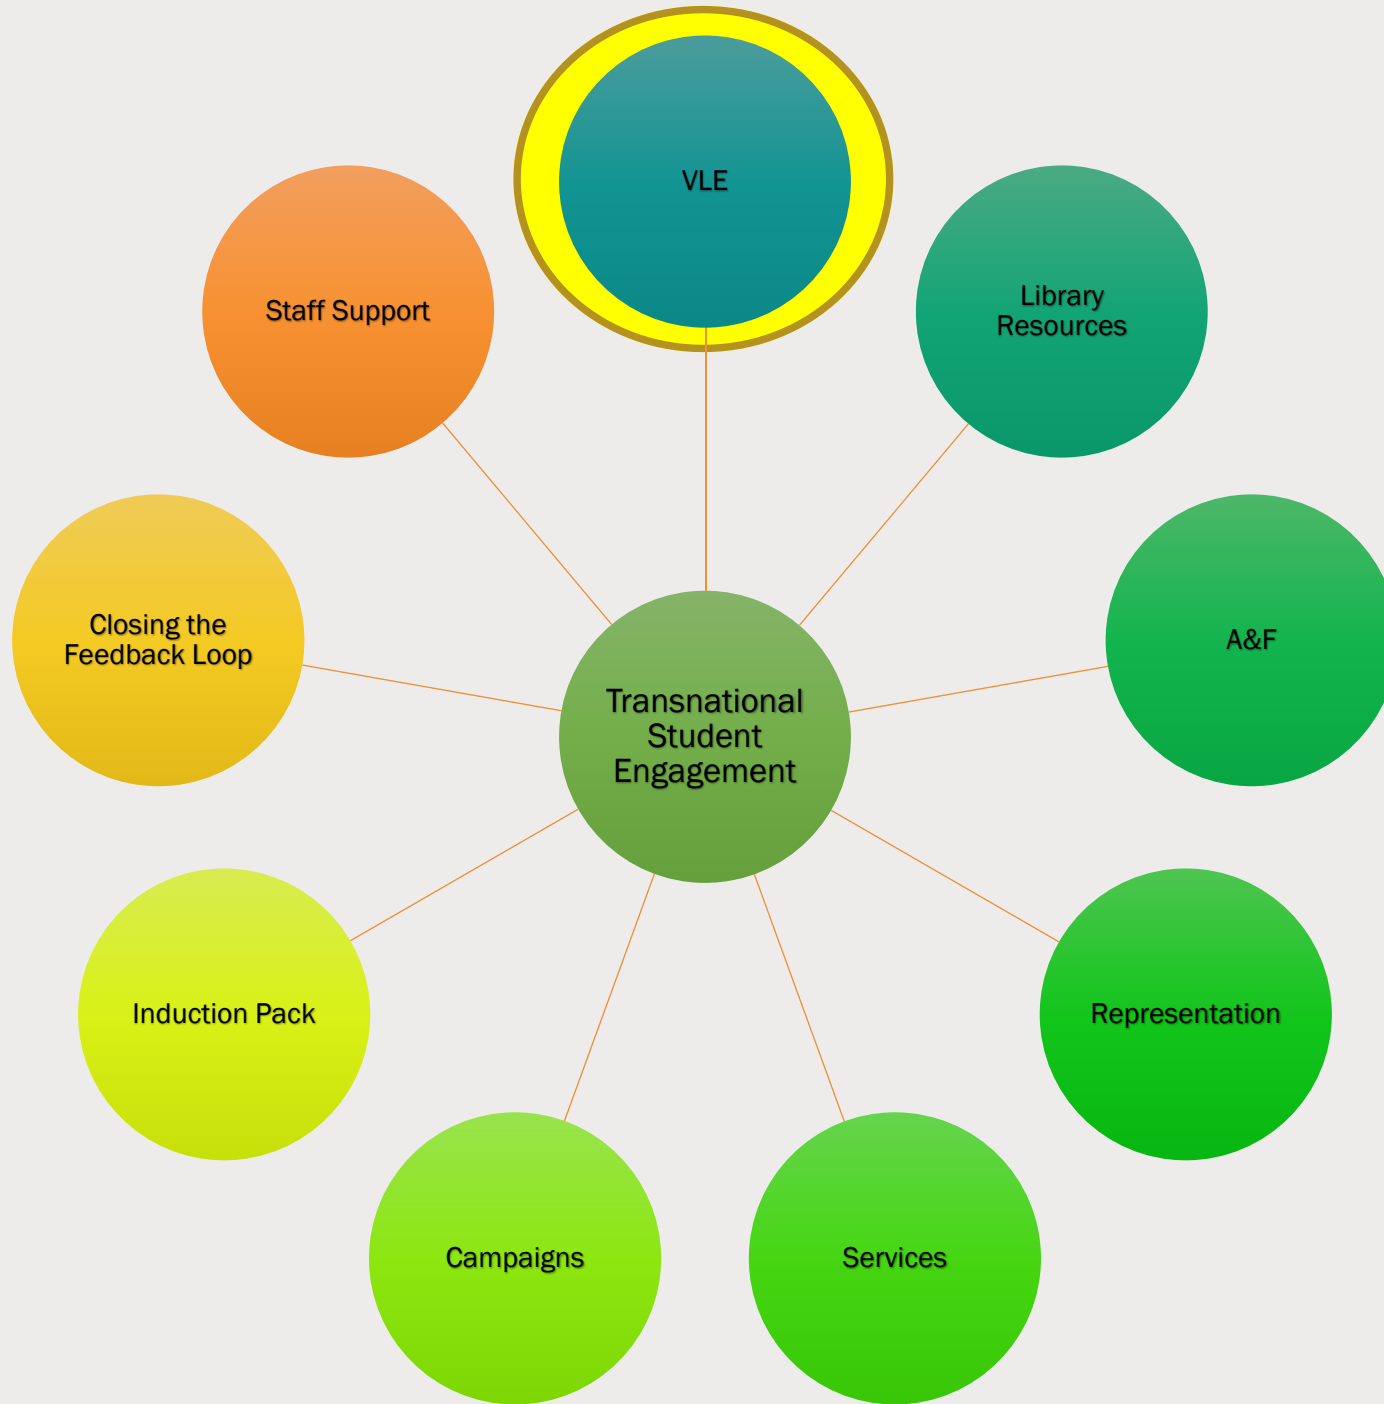 VLE
Library
Resources
A&F
Representation
Services
Campaigns
Induction Pack
Closing the
Feedback Loop
Staff Support
Transnational
Student
Engagement